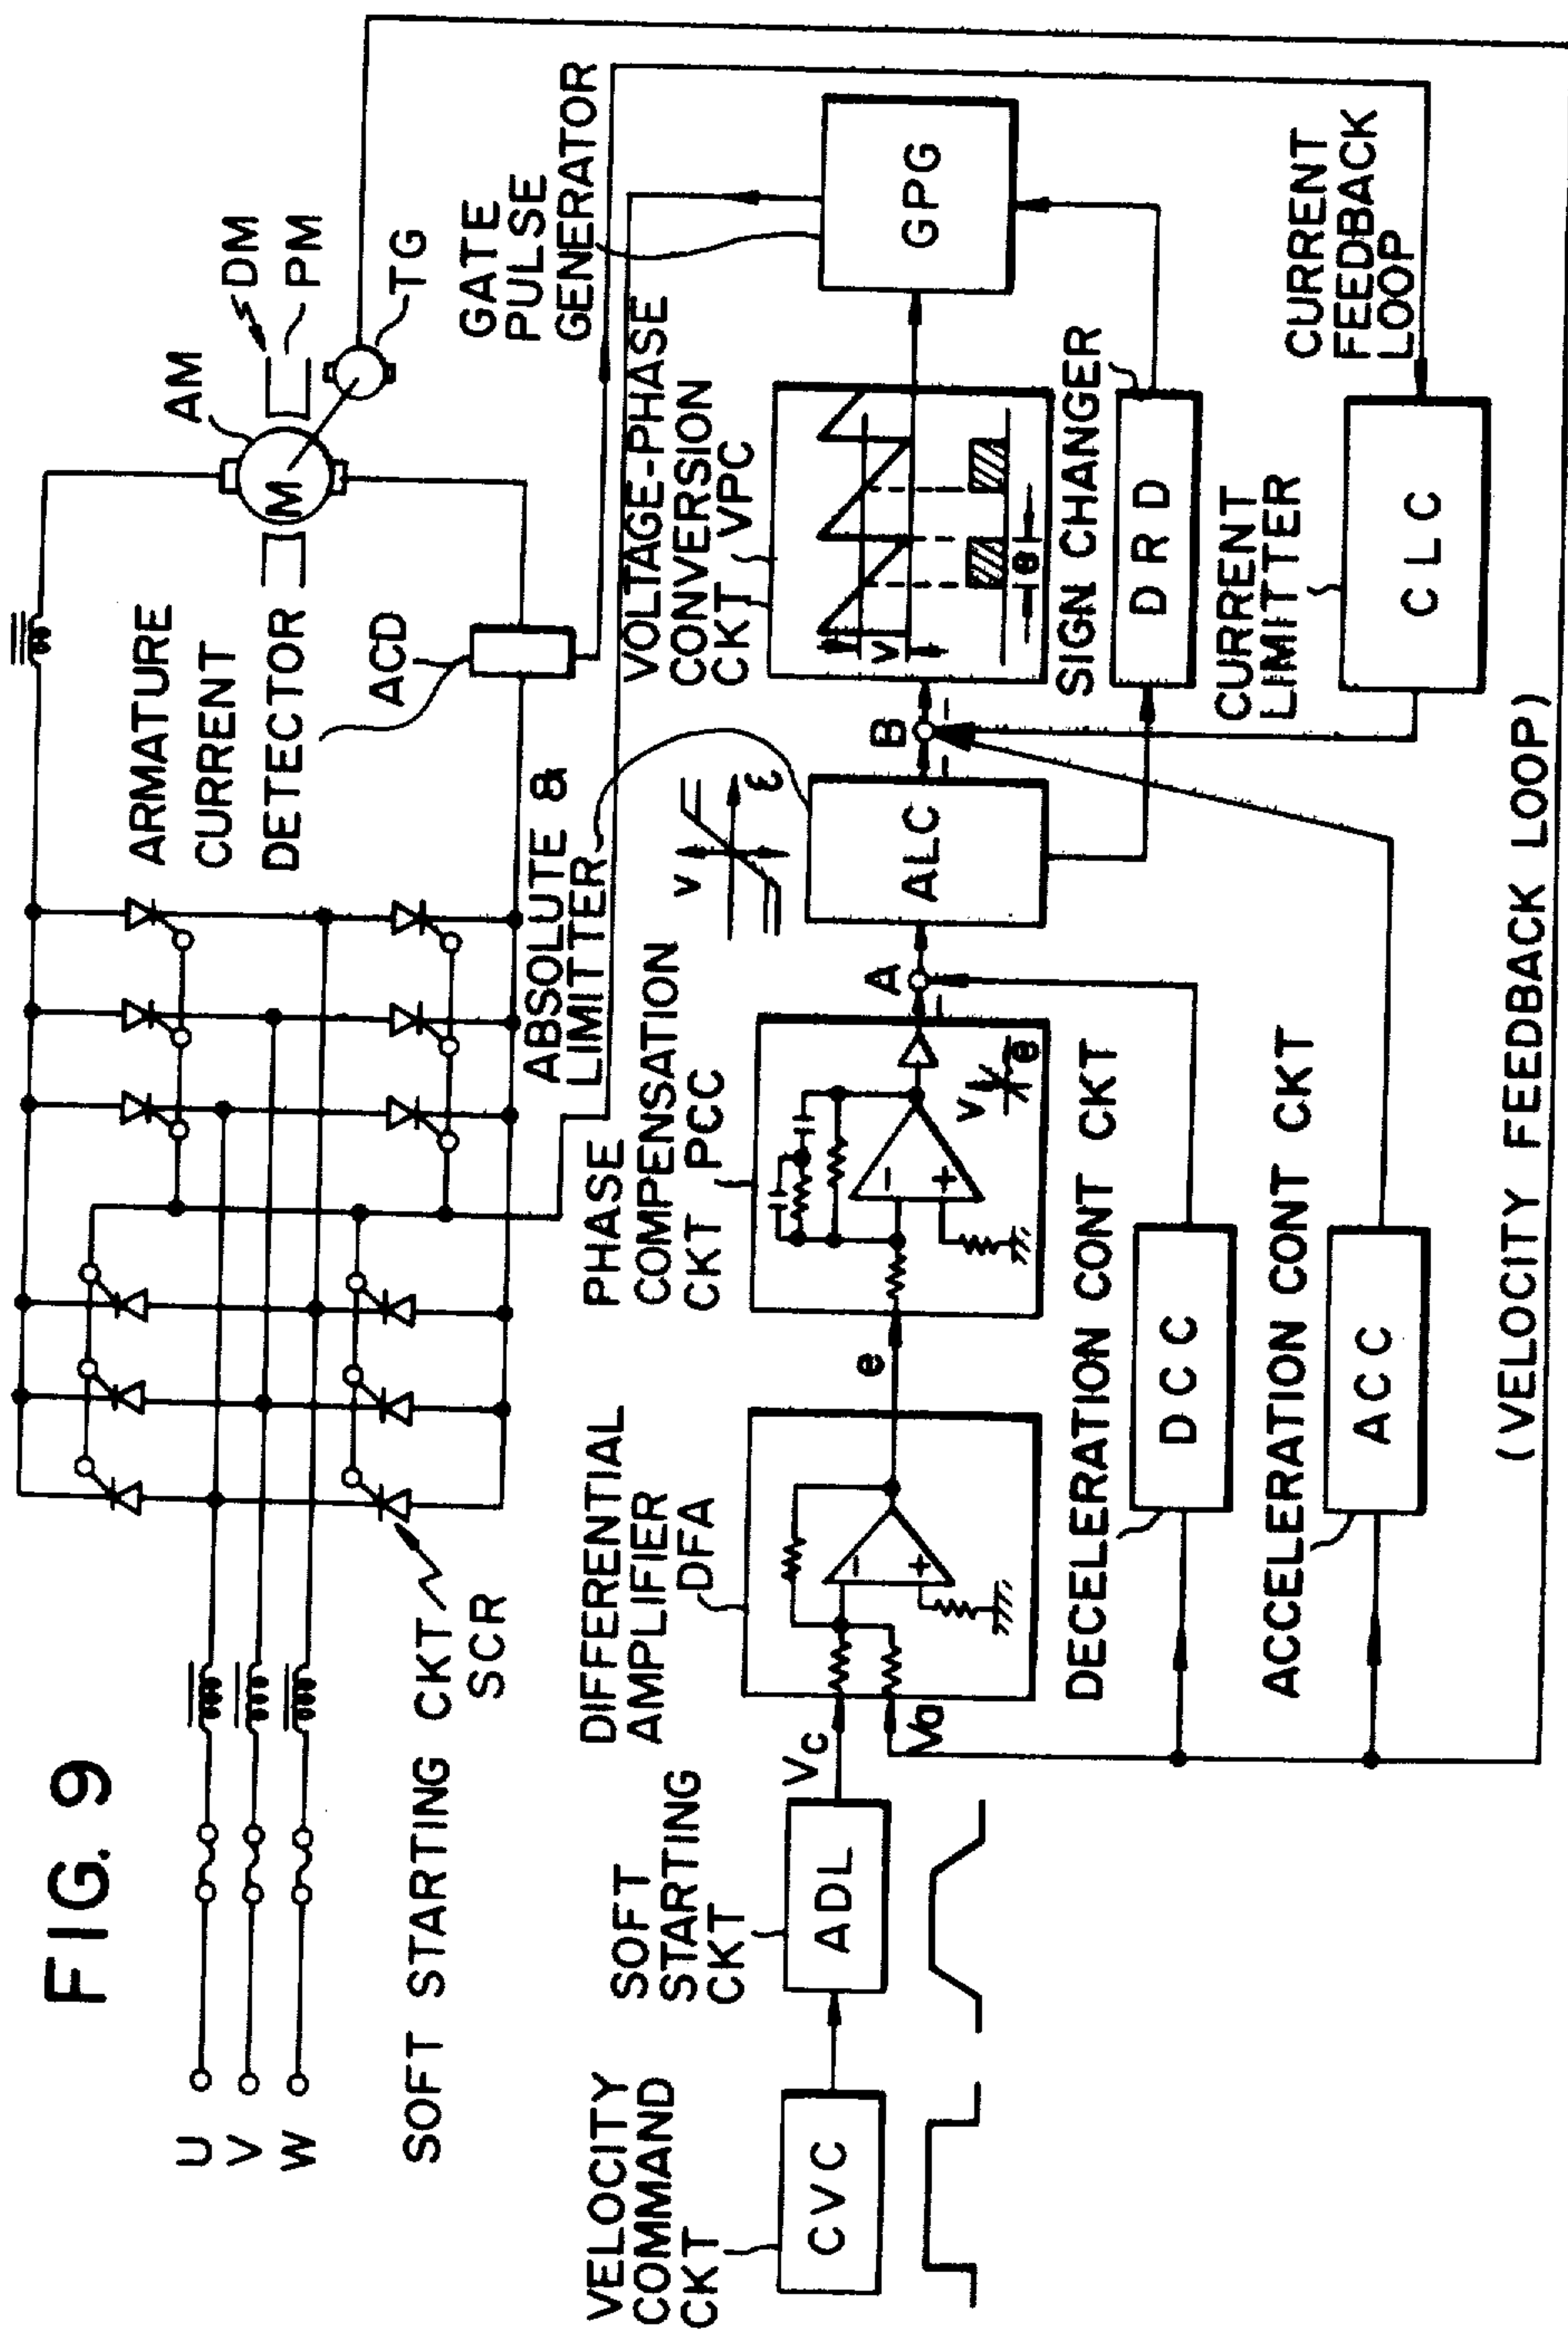 FIG. 9
U
V
W
SOFT STARTING CKT
SCR
ARMATURE
CURRENT
DETECTOR
ACD
AM
M
DM
PM
TG
GATE
PULSE
GENERATOR
VELOCITY
COMMAND
CKT
CVC
SOFT
STARTING
CKT
ADL
Vc
Va
DIFFERENTIAL
AMPLIFIER
DFA
−
+
e
PHASE
COMPENSATION
CKT PCC
−
+
V
e
A
−
ABSOLUTE &
LIMITTER
V
ε
ALC
B
−
−
VOLTAGE-PHASE
CONVERSION
CKT VPC
V
θ
GPG
SIGN CHANGER
DRD
CURRENT
LIMITTER
CLC
CURRENT
FEEDBACK
LOOP
DECELERATION CONT CKT
DCC
ACCELERATION CONT CKT
ACC
(VELOCITY FEEDBACK LOOP)